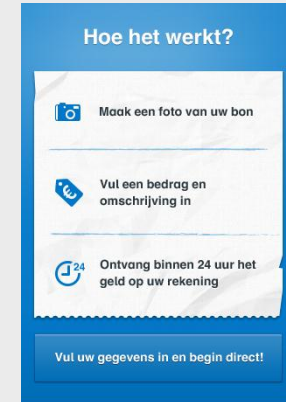 Hoe het werkt?
Maak een foto van uw bon
€
Vul een bedrag en
omschrijving in
24
Ontvang binnen 24 uur het
geld op uw rekening
Vul uw gegevens in en begin direct!